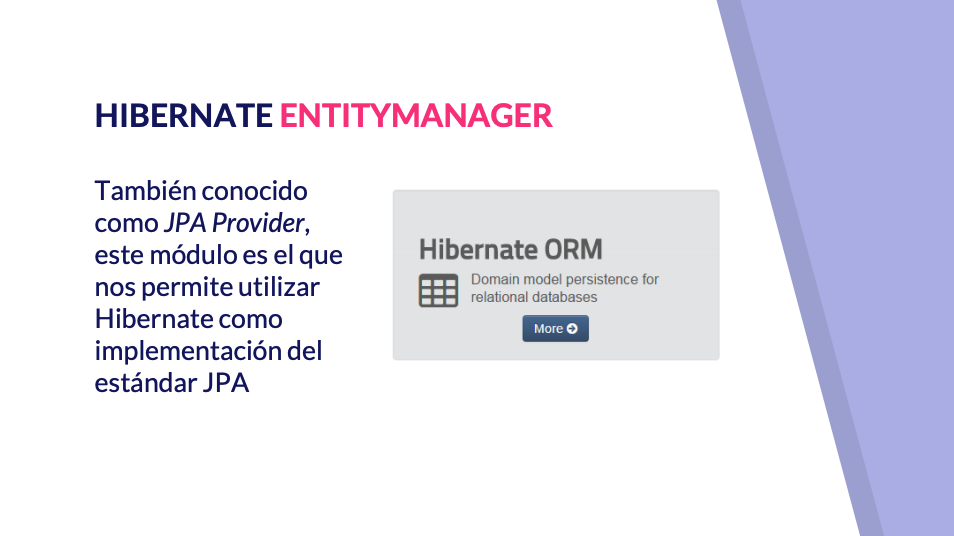 HIBERNATE ENTITYMANAGER
También conocido
como JPA Provider,
este módulo es el que
nos permite utilizar
Hibernate como
implementación del
estándar JPA
Hibernate ORM
Domain model persistence for
relational databases
More